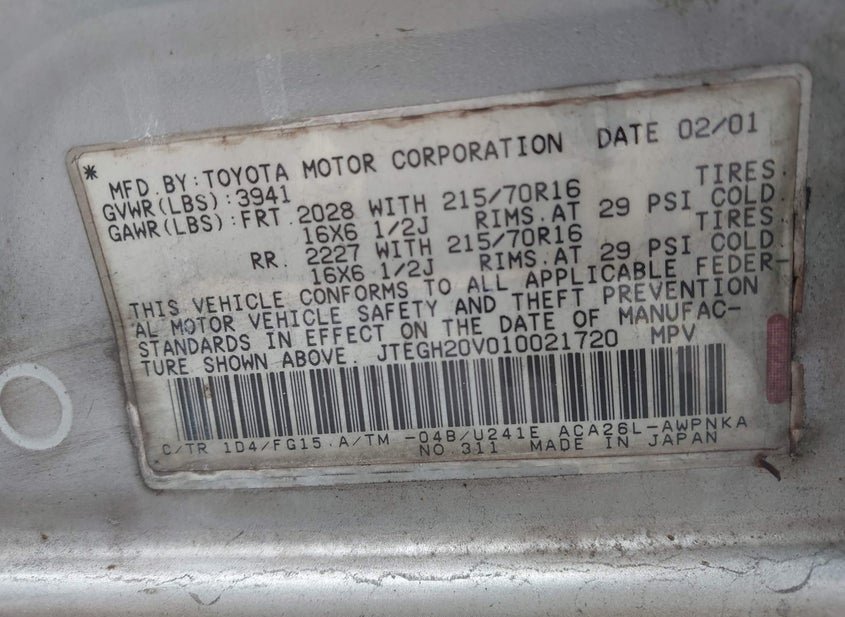 * MFD. BY: TOYOTA MOTOR CORPORATION DATE 02/01
GVWR(LBS): 3941
GAWR(LBS): FRT 2028 WITH 215/70R16 TIRES.
16X6 1/2J RIMS. AT 29 PSI COLD
RR. 2227 WITH 215/70R16 TIRES.
16X6 1/2J RIMS. AT 29 PSI COLD.
THIS VEHICLE CONFORMS TO ALL APPLICABLE FEDER-
AL MOTOR VEHICLE SAFETY AND THEFT PREVENTION
STANDARDS IN EFFECT ON THE DATE OF MANUFAC-
TURE SHOWN ABOVE. JTEGH20V010021720 MPV
C/TR 1D4/FG15. A/TM -04B/U241E ACA26L-AWPNKA
NO.311 MADE IN JAPAN